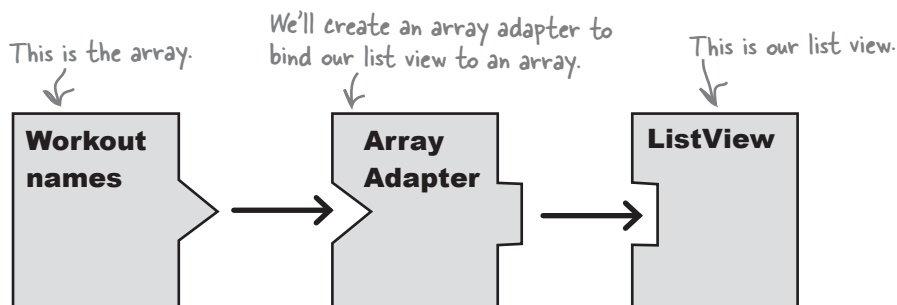 This is the array.
We'll create an array adapter to
bind our list view to an array.
This is our list view.
Workout
names
Array
Adapter
ListView